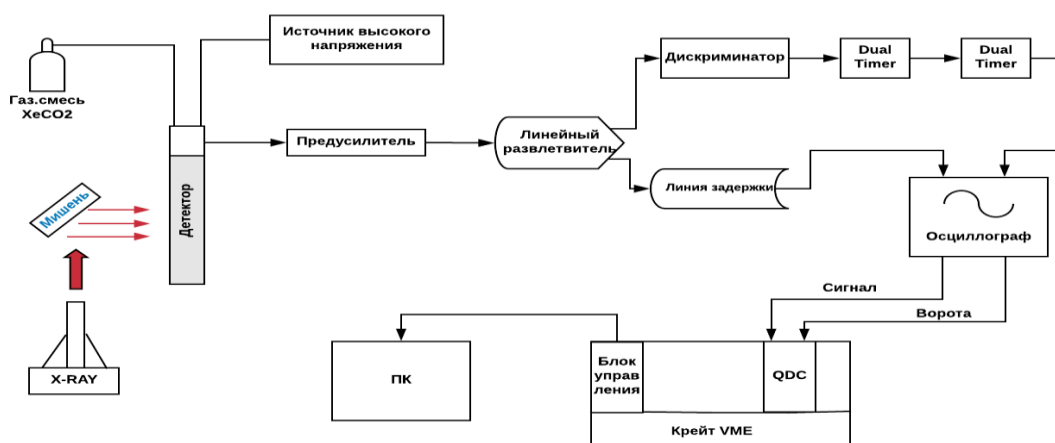 Источник высокого
напряжения
Газ.смесь
XeCO2
Дискриминатор
Dual
Timer
Dual
Timer
Предусилитель
Линейный
развлетвитель
Линия задержки
Мишень
Детектор
Осциллограф
Сигнал
Ворота
X-RAY
ПК
Блок
управ
ления
QDC
Крейт VME